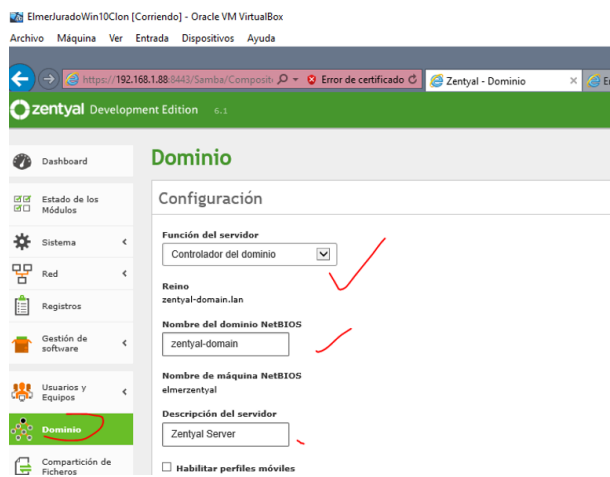 ElmerJuradoWin10Clon [Corriendo] - Oracle VM VirtualBox
Archivo Máquina Ver Entrada Dispositivos Ayuda
https://192.168.1.88:8443/Samba/Composite Error de certificado Zentyal - Dominio
zentyal Development Edition 6.1
Dashboard
Estado de los
Módulos
Sistema
Red
Registros
Gestión de
software
Usuarios y
Equipos
Dominio
Compartición de
Ficheros
Dominio
Configuración
Función del servidor
Controlador del dominio
Reino
zentyal-domain.lan
Nombre del dominio NetBIOS
zentyal-domain
Nombre de máquina NetBIOS
elmerzentyal
Descripción del servidor
Zentyal Server
Habilitar perfiles móviles